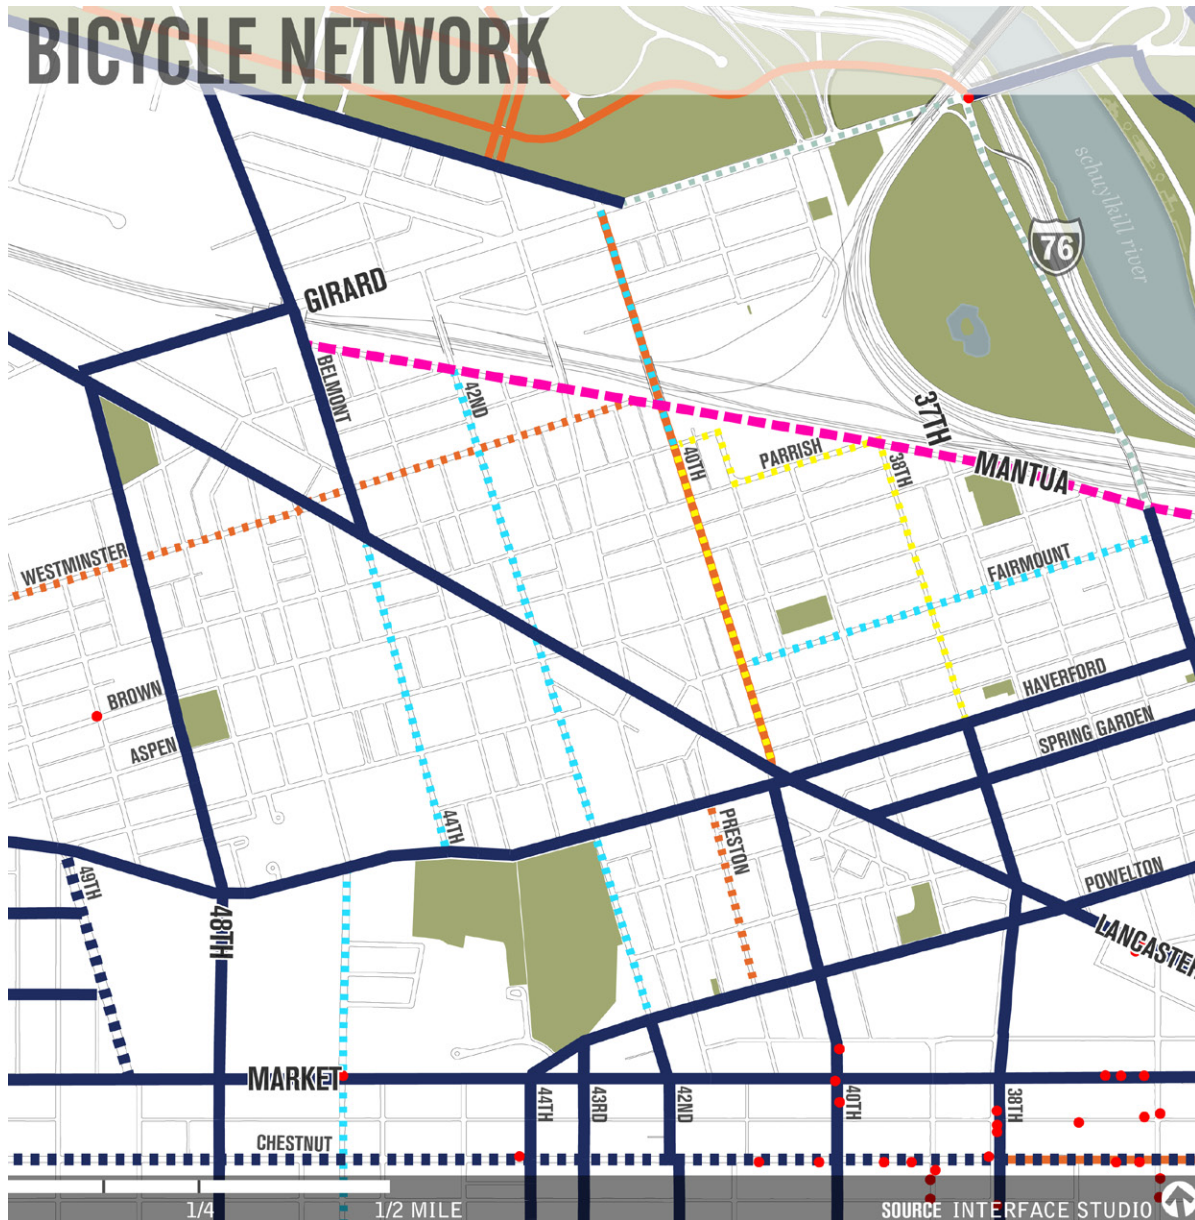 BICYCLE NETWORK
schuylkill river
76
GIRARD
BELMONT
42ND
37TH
40TH
PARRISH
38TH
MANTUA
WESTMINSTER
FAIRMOUNT
BROWN
HAVERFORD
ASPEN
SPRING GARDEN
44TH
PRESTON
49TH
POWELTON
48TH
LANCASTER
MARKET
44TH
43RD
42ND
40TH
38TH
CHESTNUT
1/4
1/2 MILE
SOURCE INTERFACE STUDIO